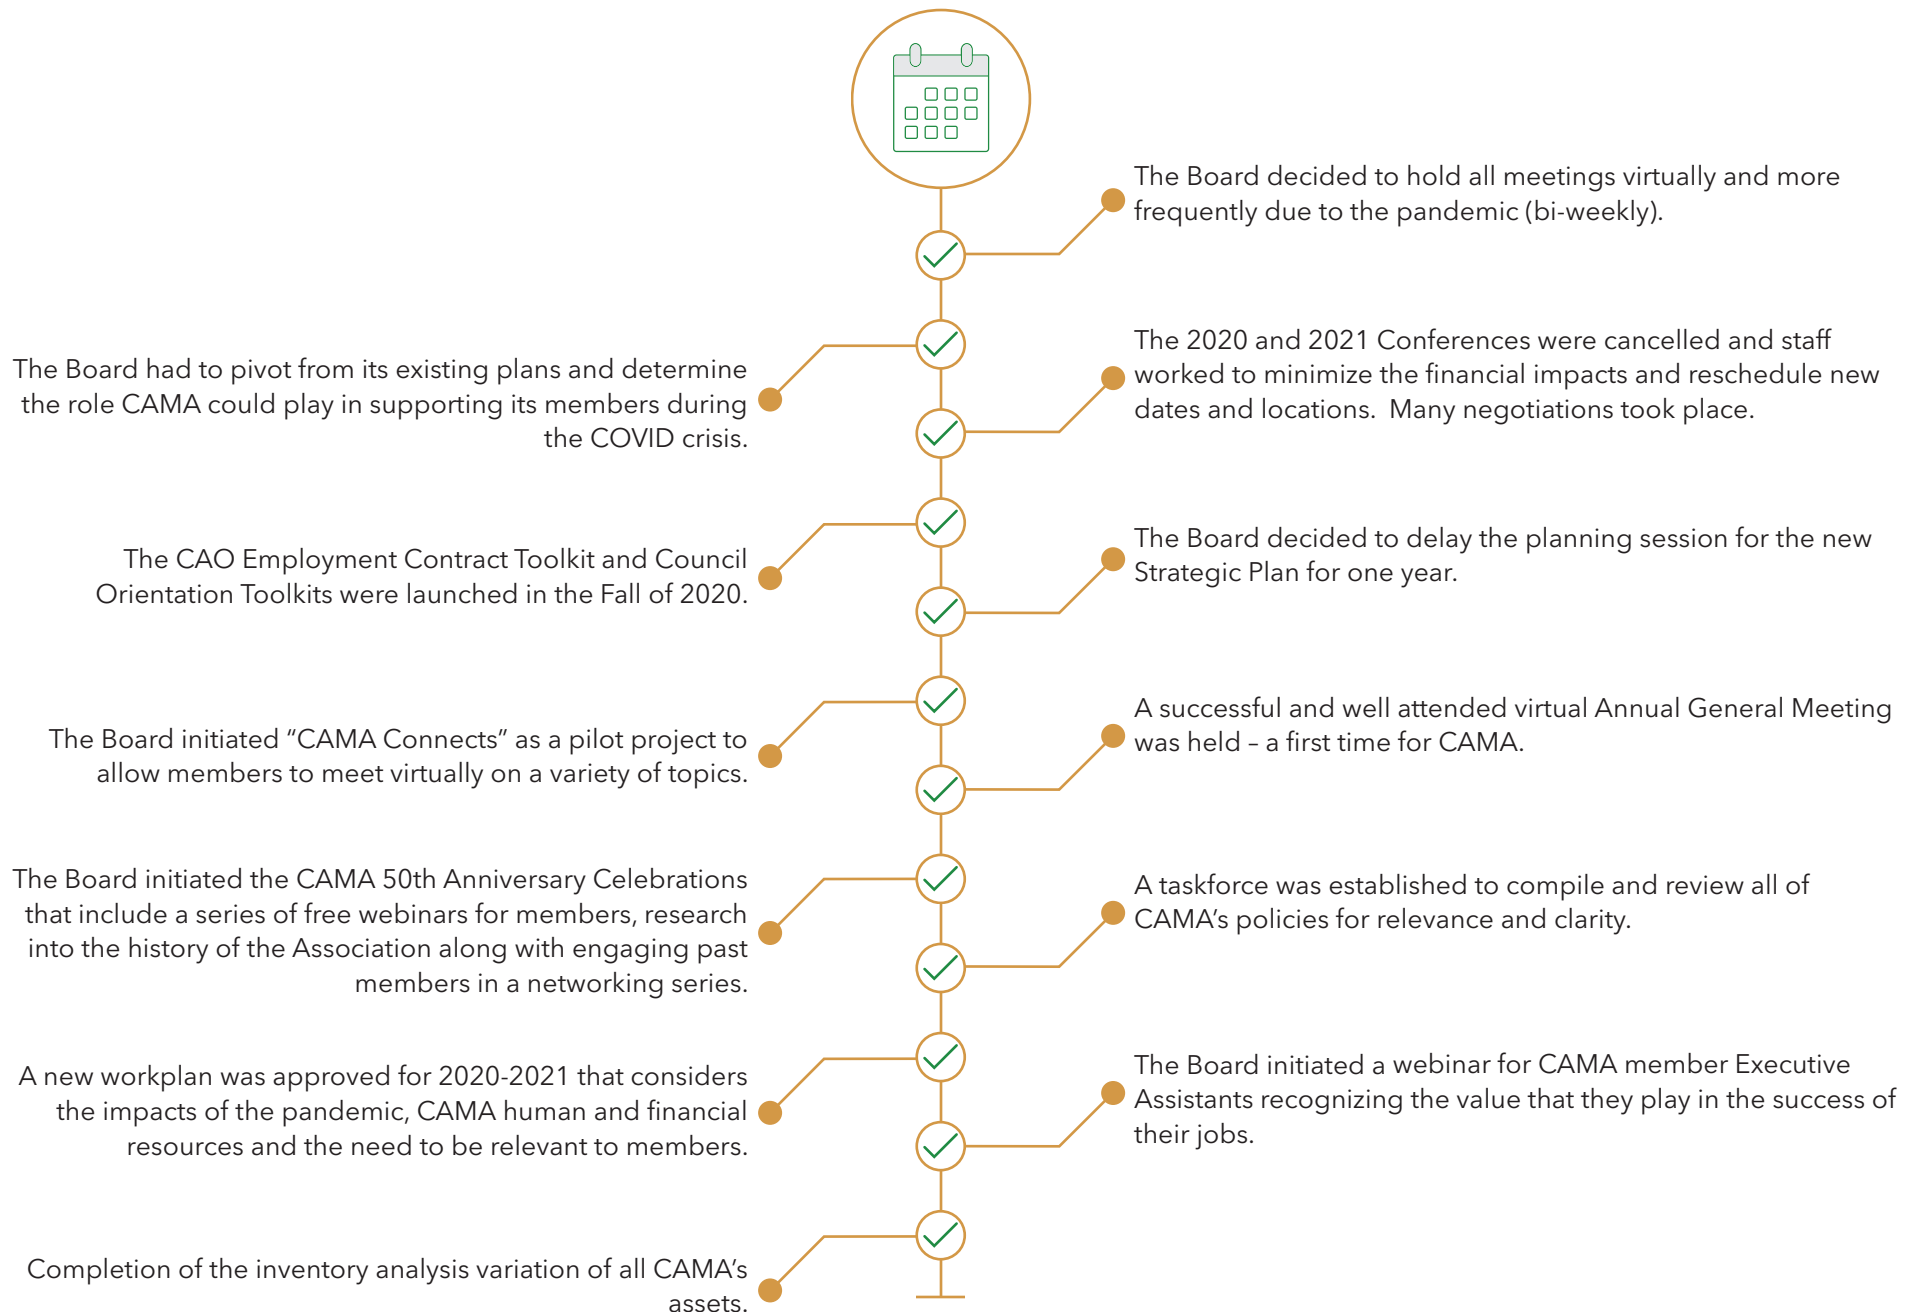 The Board decided to hold all meetings virtually and more
frequently due to the pandemic (bi-weekly).
The Board had to pivot from its existing plans and determine
the role CAMA could play in supporting its members during
the COVID crisis.
The 2020 and 2021 Conferences were cancelled and staff
worked to minimize the financial impacts and reschedule new
dates and locations.  Many negotiations took place.
The CAO Employment Contract Toolkit and Council
Orientation Toolkits were launched in the Fall of 2020.
The Board decided to delay the planning session for the new
Strategic Plan for one year.
The Board initiated “CAMA Connects” as a pilot project to
allow members to meet virtually on a variety of topics.
A successful and well attended virtual Annual General Meeting
was held – a first time for CAMA.
The Board initiated the CAMA 50th Anniversary Celebrations
that include a series of free webinars for members, research
into the history of the Association along with engaging past
members in a networking series.
A taskforce was established to compile and review all of
CAMA’s policies for relevance and clarity.
A new workplan was approved for 2020-2021 that considers
the impacts of the pandemic, CAMA human and financial
resources and the need to be relevant to members.
The Board initiated a webinar for CAMA member Executive
Assistants recognizing the value that they play in the success of
their jobs.
Completion of the inventory analysis variation of all CAMA’s
assets.